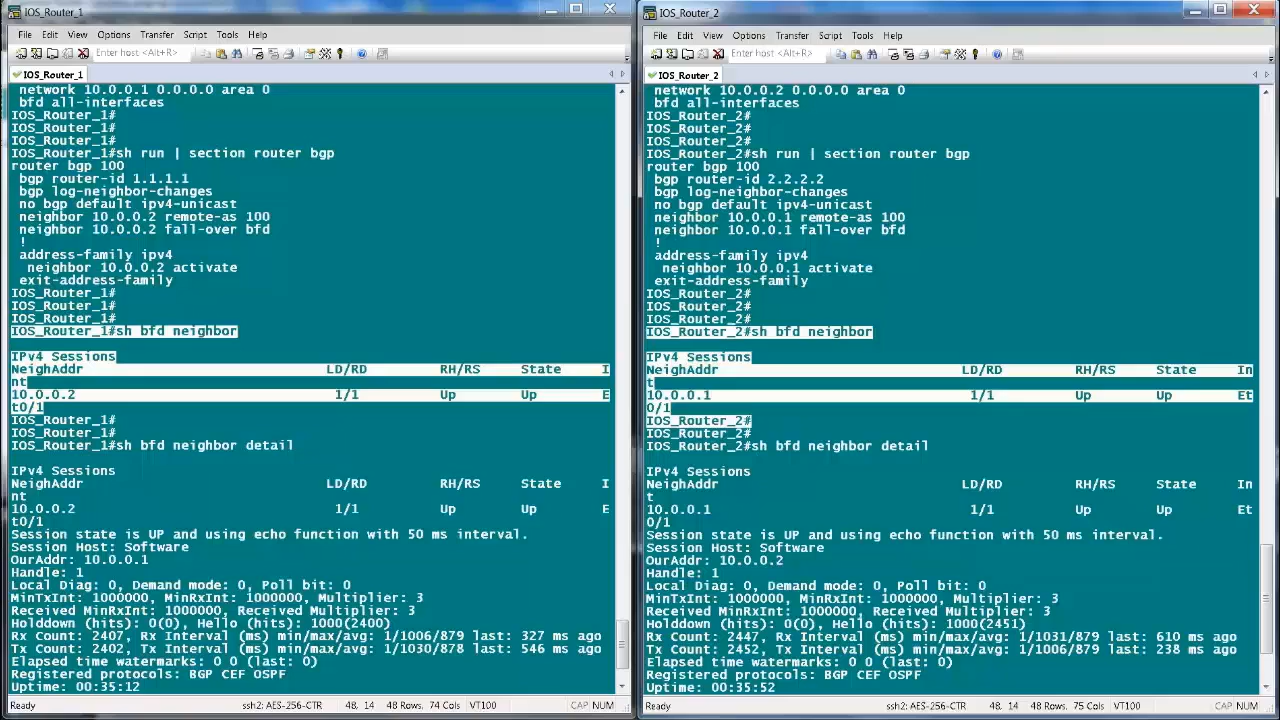 IOS_Router_1
File Edit View Options Transfer Script Tools Help
Enter host <Alt+R>
IOS_Router_1
network 10.0.0.1 0.0.0.0 area 0
bfd all-interfaces
IOS_Router_1#
IOS_Router_1#
IOS_Router_1#
IOS_Router_1#sh run | section router bgp
router bgp 100
bgp router-id 1.1.1.1
bgp log-neighbor-changes
no bgp default ipv4-unicast
neighbor 10.0.0.2 remote-as 100
neighbor 10.0.0.2 fall-over bfd
!
address-family ipv4
neighbor 10.0.0.2 activate
exit-address-family
IOS_Router_1#
IOS_Router_1#
IOS_Router_1#
IOS_Router_1#sh bfd neighbor
IPv4 Sessions
NeighAddr LD/RD RH/RS State I
nt
10.0.0.2 1/1 Up Up E
t0/1
IOS_Router_1#
IOS_Router_1#
IOS_Router_1#sh bfd neighbor detail
IPv4 Sessions
NeighAddr LD/RD RH/RS State I
nt
10.0.0.2 1/1 Up Up E
t0/1
Session state is UP and using echo function with 50 ms interval.
Session Host: Software
OurAddr: 10.0.0.1
Handle: 1
Local Diag: 0, Demand mode: 0, Poll bit: 0
MinTxInt: 1000000, MinRxInt: 1000000, Multiplier: 3
Received MinRxInt: 1000000, Received Multiplier: 3
Holddown (hits): 0(0), Hello (hits): 1000(2400)
Rx Count: 2407, Rx Interval (ms) min/max/avg: 1/1006/879 last: 327 ms ago
Tx Count: 2402, Tx Interval (ms) min/max/avg: 1/1030/878 last: 546 ms ago
Elapsed time watermarks: 0 0 (last: 0)
Registered protocols: BGP CEF OSPF
Uptime: 00:35:12
Ready ssh2: AES-256-CTR 48, 14 48 Rows, 74 Cols VT100 CAP NUM
IOS_Router_2
File Edit View Options Transfer Script Tools Help
Enter host <Alt+R>
IOS_Router_2
network 10.0.0.2 0.0.0.0 area 0
bfd all-interfaces
IOS_Router_2#
IOS_Router_2#
IOS_Router_2#
IOS_Router_2#sh run | section router bgp
router bgp 100
bgp router-id 2.2.2.2
bgp log-neighbor-changes
no bgp default ipv4-unicast
neighbor 10.0.0.1 remote-as 100
neighbor 10.0.0.1 fall-over bfd
!
address-family ipv4
neighbor 10.0.0.1 activate
exit-address-family
IOS_Router_2#
IOS_Router_2#
IOS_Router_2#
IOS_Router_2#sh bfd neighbor
IPv4 Sessions
NeighAddr LD/RD RH/RS State In
t
10.0.0.1 1/1 Up Up Et
0/1
IOS_Router_2#
IOS_Router_2#
IOS_Router_2#sh bfd neighbor detail
IPv4 Sessions
NeighAddr LD/RD RH/RS State In
t
10.0.0.1 1/1 Up Up Et
0/1
Session state is UP and using echo function with 50 ms interval.
Session Host: Software
OurAddr: 10.0.0.2
Handle: 1
Local Diag: 0, Demand mode: 0, Poll bit: 0
MinTxInt: 1000000, MinRxInt: 1000000, Multiplier: 3
Received MinRxInt: 1000000, Received Multiplier: 3
Holddown (hits): 0(0), Hello (hits): 1000(2451)
Rx Count: 2447, Rx Interval (ms) min/max/avg: 1/1031/879 last: 610 ms ago
Tx Count: 2452, Tx Interval (ms) min/max/avg: 1/1006/879 last: 238 ms ago
Elapsed time watermarks: 0 0 (last: 0)
Registered protocols: BGP CEF OSPF
Uptime: 00:35:52
Ready ssh2: AES-256-CTR 48, 14 48 Rows, 75 Cols VT100 CAP NUM